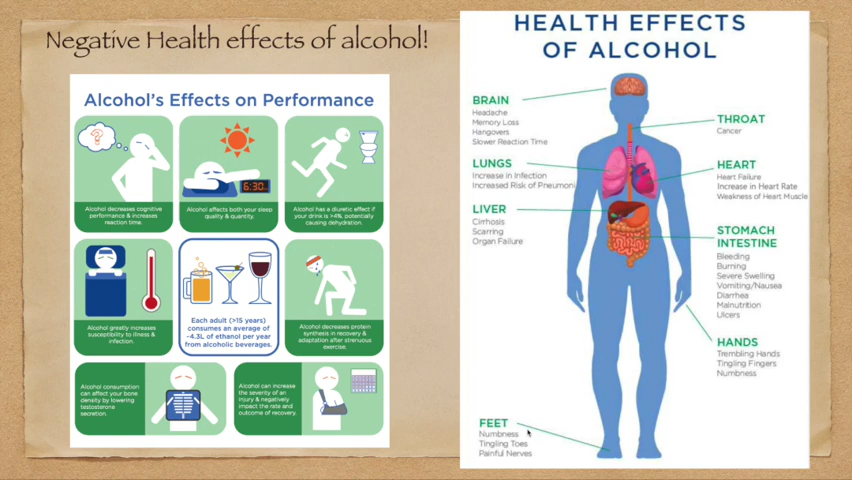 Negative Health effects of alcohol!
Alcohol's Effects on Performance
?
Alcohol decreases cognitive
performance & increases
reaction time.
6:30
Alcohol affects both your sleep
quality & quantity.
Alcohol has a diuretic effect if
your drink is >4%, potentially
causing dehydration.
Alcohol greatly increases
susceptibility to illness &
infection.
Each adult (>15 years)
consumes an average of
~4.3L of ethanol per year
from alcoholic beverages.
Alcohol decreases protein
synthesis in recovery &
adaptation after strenuous
exercise.
Alcohol consumption
can affect your bone
density by lowering
testosterone
secretion.
Alcohol can increase
the severity of an
injury & negatively
impact the rate and
outcome of recovery.
HEALTH EFFECTS
OF ALCOHOL
BRAIN
Headache
Memory Loss
Hangovers
Slower Reaction Time
LUNGS
Increase in Infection
Increased Risk of Pneumoni
LIVER
Cirrhosis
Scarring
Organ Failure
FEET
Numbness
Tingling Toes
Painful Nerves
THROAT
Cancer
HEART
Heart Failure
Increase in Heart Rate
Weakness of Heart Muscle
STOMACH
INTESTINE
Bleeding
Burning
Severe Swelling
Vomiting/Nausea
Diarrhea
Malnutrition
Ulcers
HANDS
Trembling Hands
Tingling Fingers
Numbness